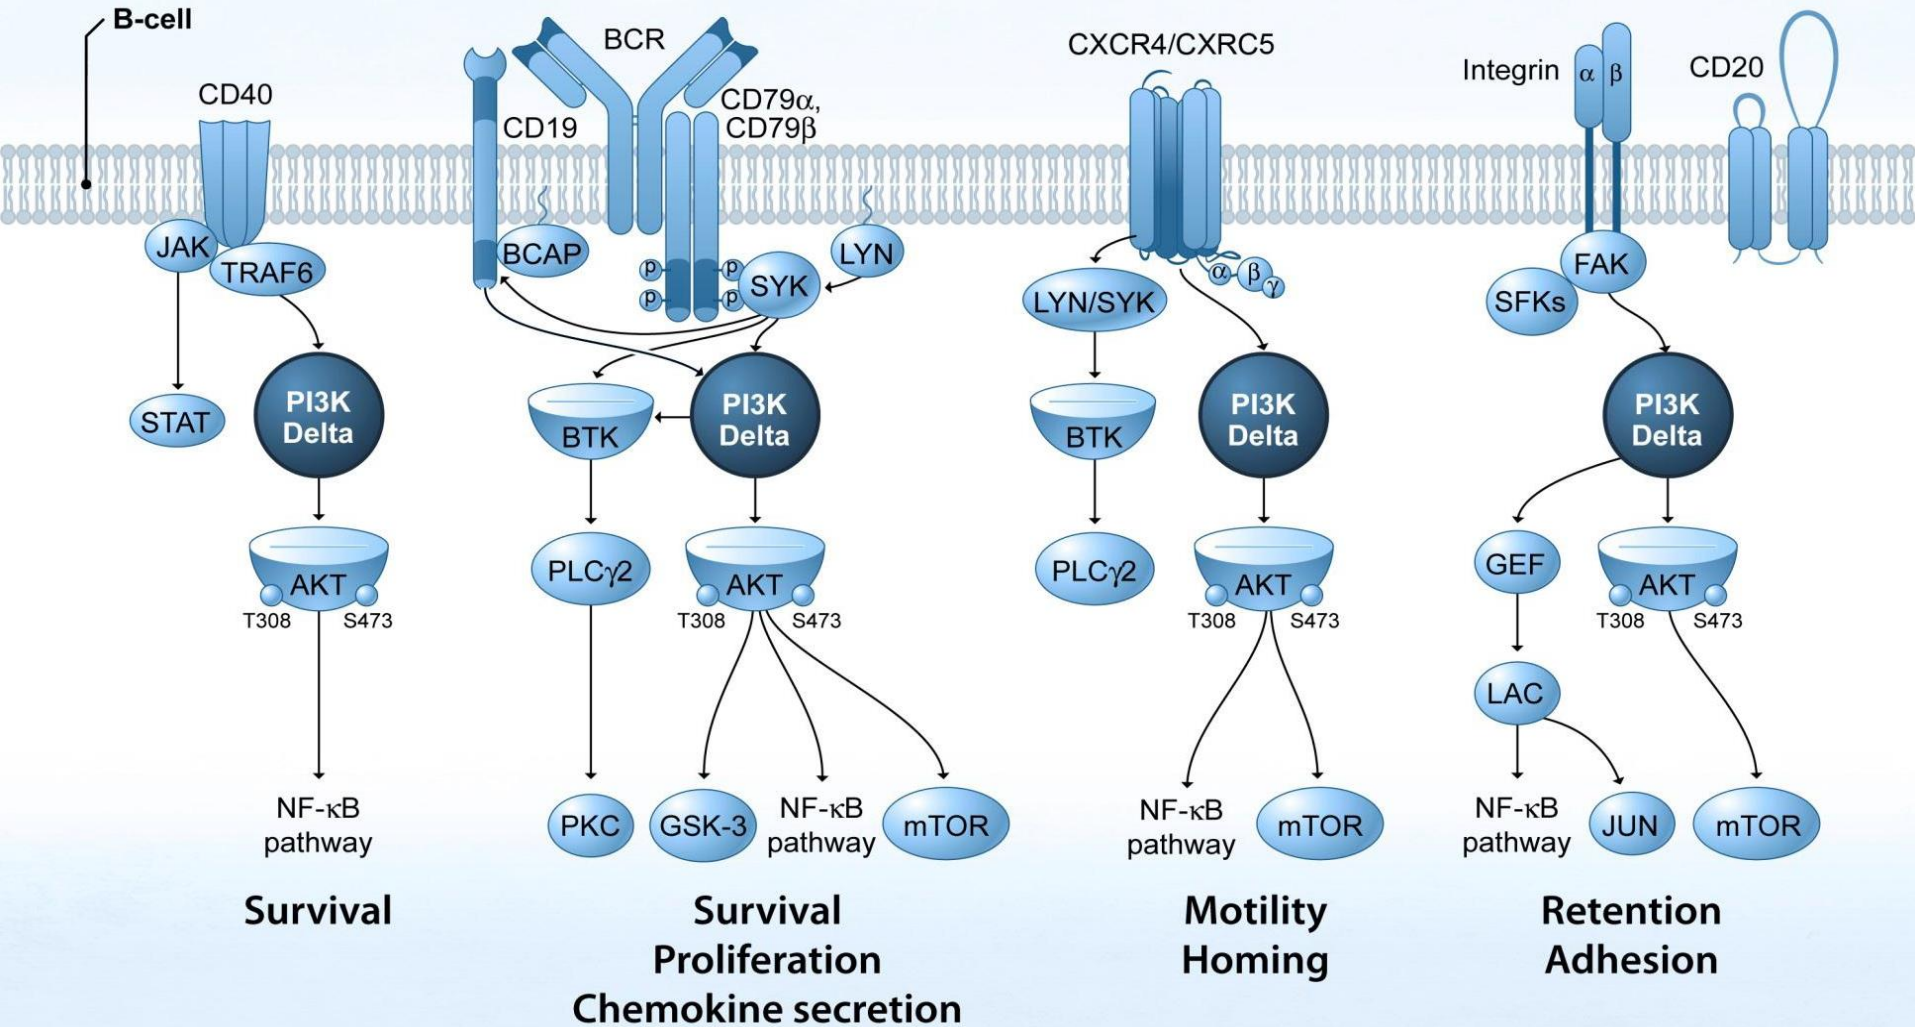 B-cell
CD40
JAK
TRAF6
STAT
PI3K
Delta
AKT
T308
S473
NF-κB
pathway
Survival
BCR
CD19
CD79α,
CD79β
BCAP
LYN
p
p
p
p
SYK
BTK
PI3K
Delta
PLCγ2
AKT
T308
S473
PKC
GSK-3
NF-κB
pathway
mTOR
Survival
Proliferation
Chemokine secretion
CXCR4/CXRC5
α
β
γ
LYN/SYK
BTK
PI3K
Delta
PLCγ2
AKT
T308
S473
NF-κB
pathway
mTOR
Motility
Homing
Integrin
α
β
CD20
FAK
SFKs
PI3K
Delta
GEF
AKT
T308
S473
LAC
NF-κB
pathway
JUN
mTOR
Retention
Adhesion